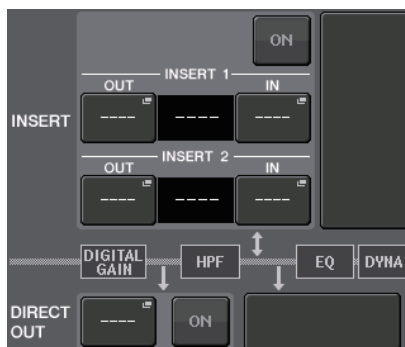 ON
INSERT 1
OUT IN
INSERT
---- ---- ----
INSERT 2
OUT IN
---- ---- ----
DIGITAL GAIN HPF EQ DYNA
DIRECT OUT
---- ON